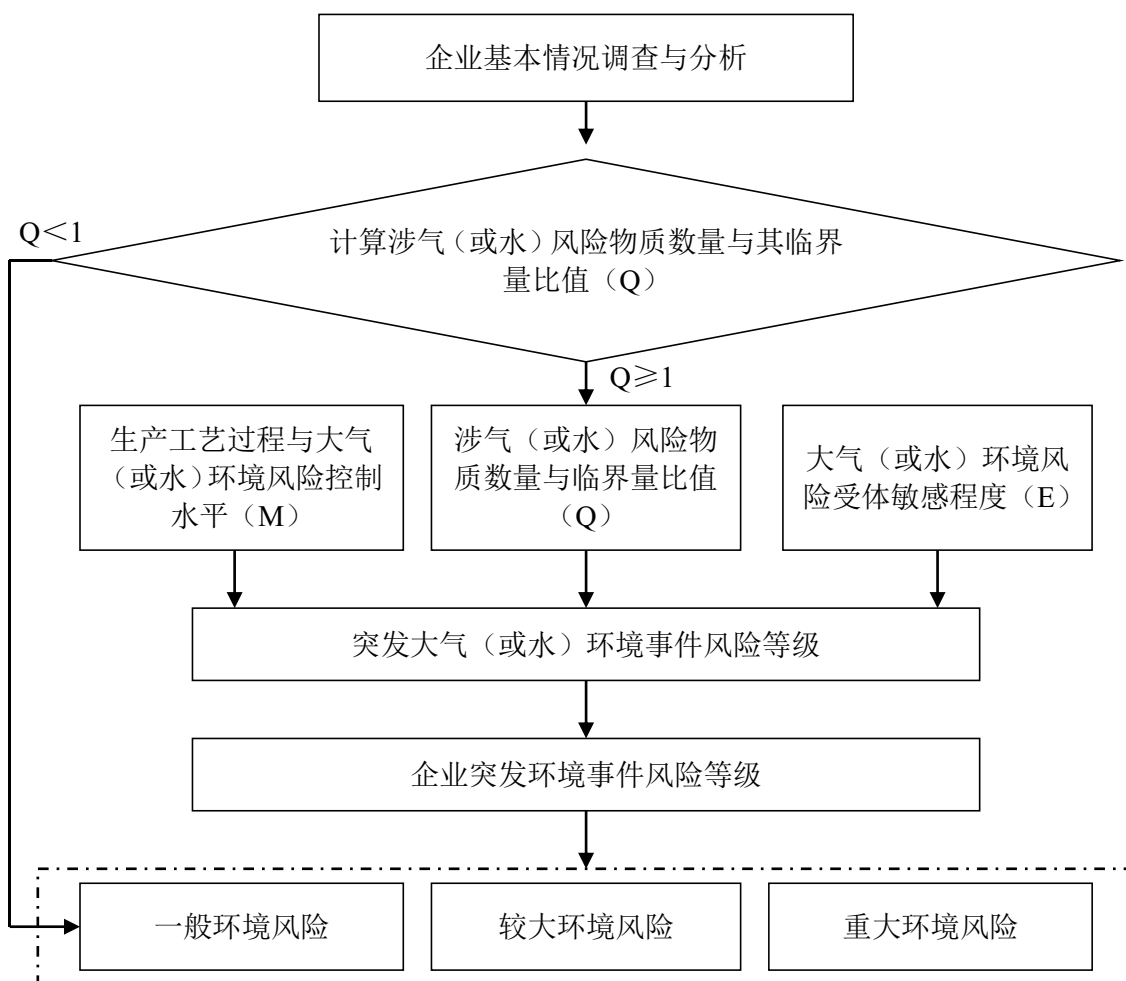 企业基本情况调查与分析
Q＜1
计算涉气（或水）风险物质数量与其临界
量比值（Q）
Q≥1
生产工艺过程与大气
（或水）环境风险控制
水平（M）
涉气（或水）风险物
质数量与临界量比值
（Q）
大气（或水）环境风
险受体敏感程度（E）
突发大气（或水）环境事件风险等级
企业突发环境事件风险等级
一般环境风险
较大环境风险
重大环境风险